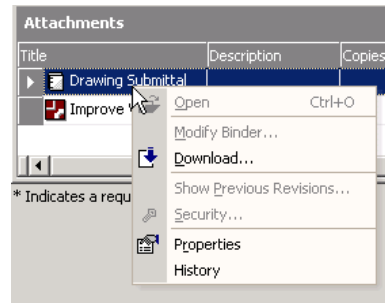 Attachments
Title Description Copies
Drawing Submittal
Improve
Open Ctrl+O
Modify Binder...
Download...
Show Previous Revisions...
* Indicates a requ
Security...
Properties
History